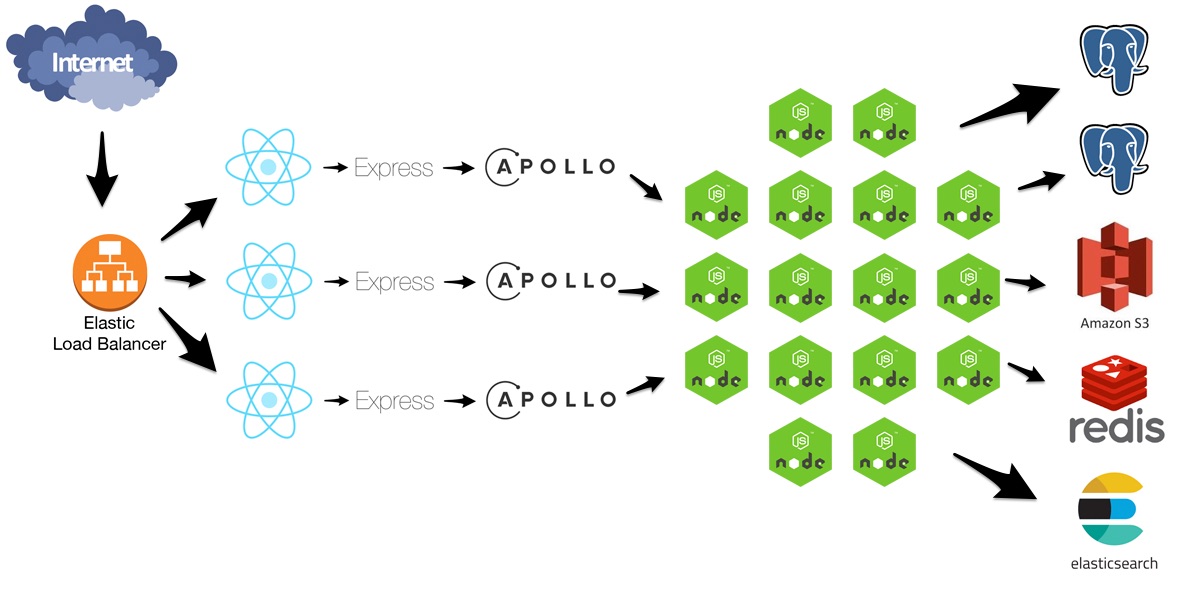 Internet
Elastic
Load Balancer
Express
APOLLO
Express
APOLLO
Express
APOLLO
JS
node
JS
node
JS
node
JS
node
JS
node
JS
node
JS
node
JS
node
JS
node
JS
node
JS
node
JS
node
JS
node
JS
node
JS
node
JS
node
Amazon S3
redis
elasticsearch